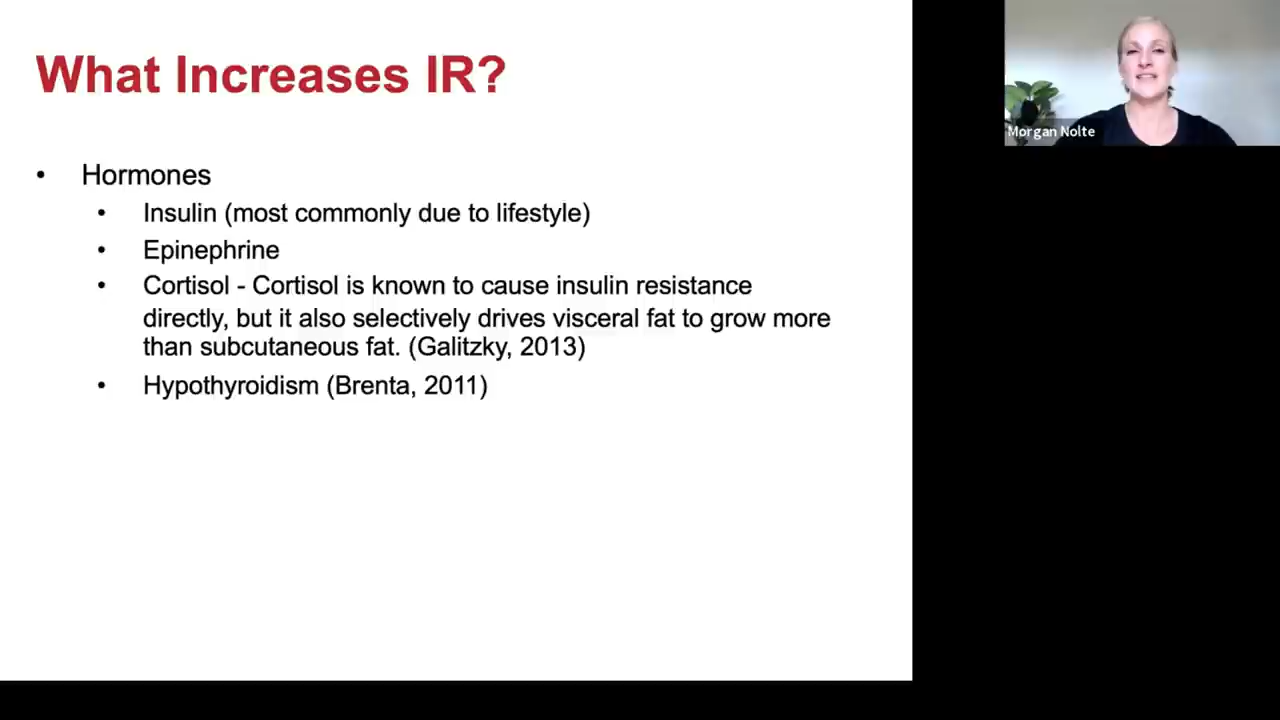 What Increases IR?
Morgan Nolte
• Hormones
• Insulin (most commonly due to lifestyle)
• Epinephrine
• Cortisol - Cortisol is known to cause insulin resistance
directly, but it also selectively drives visceral fat to grow more
than subcutaneous fat. (Galitzky, 2013)
• Hypothyroidism (Brenta, 2011)